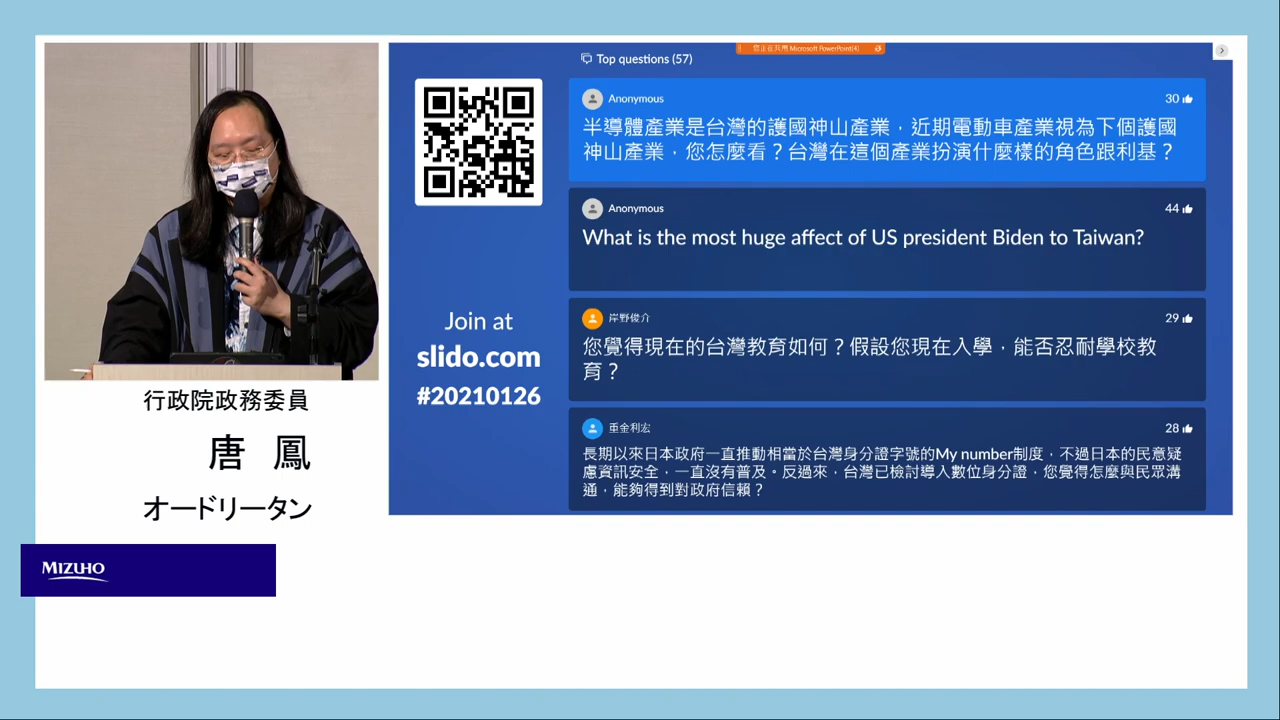 您正在共用 Microsoft PowerPoint(4)
Top questions (57)
Anonymous
30
半導體產業是台灣的護國神山產業，近期電動車產業視為下個護國
神山產業，您怎麼看？台灣在這個產業扮演什麼樣的角色跟利基？
Anonymous
44
What is the most huge affect of US president Biden to Taiwan?
岸野俊介
29
您覺得現在的台灣教育如何？假設您現在入學，能否忍耐學校教
育？
重金利宏
28
長期以來日本政府一直推動相當於台灣身分證字號的My number制度，不過日本的民意疑
慮資訊安全，一直沒有普及。反過來，台灣已檢討導入數位身分證，您覺得怎麼與民眾溝
通，能夠得到對政府信賴？
Join at
slido.com
#20210126
行政院政務委員
唐 鳳
オードリータン
MIZUHO